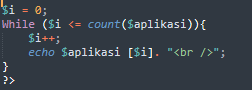 $i = 0;
While ($i <= count($aplikasi)){
$i++;
echo $aplikasi [$i]. "<br />";
}
?>